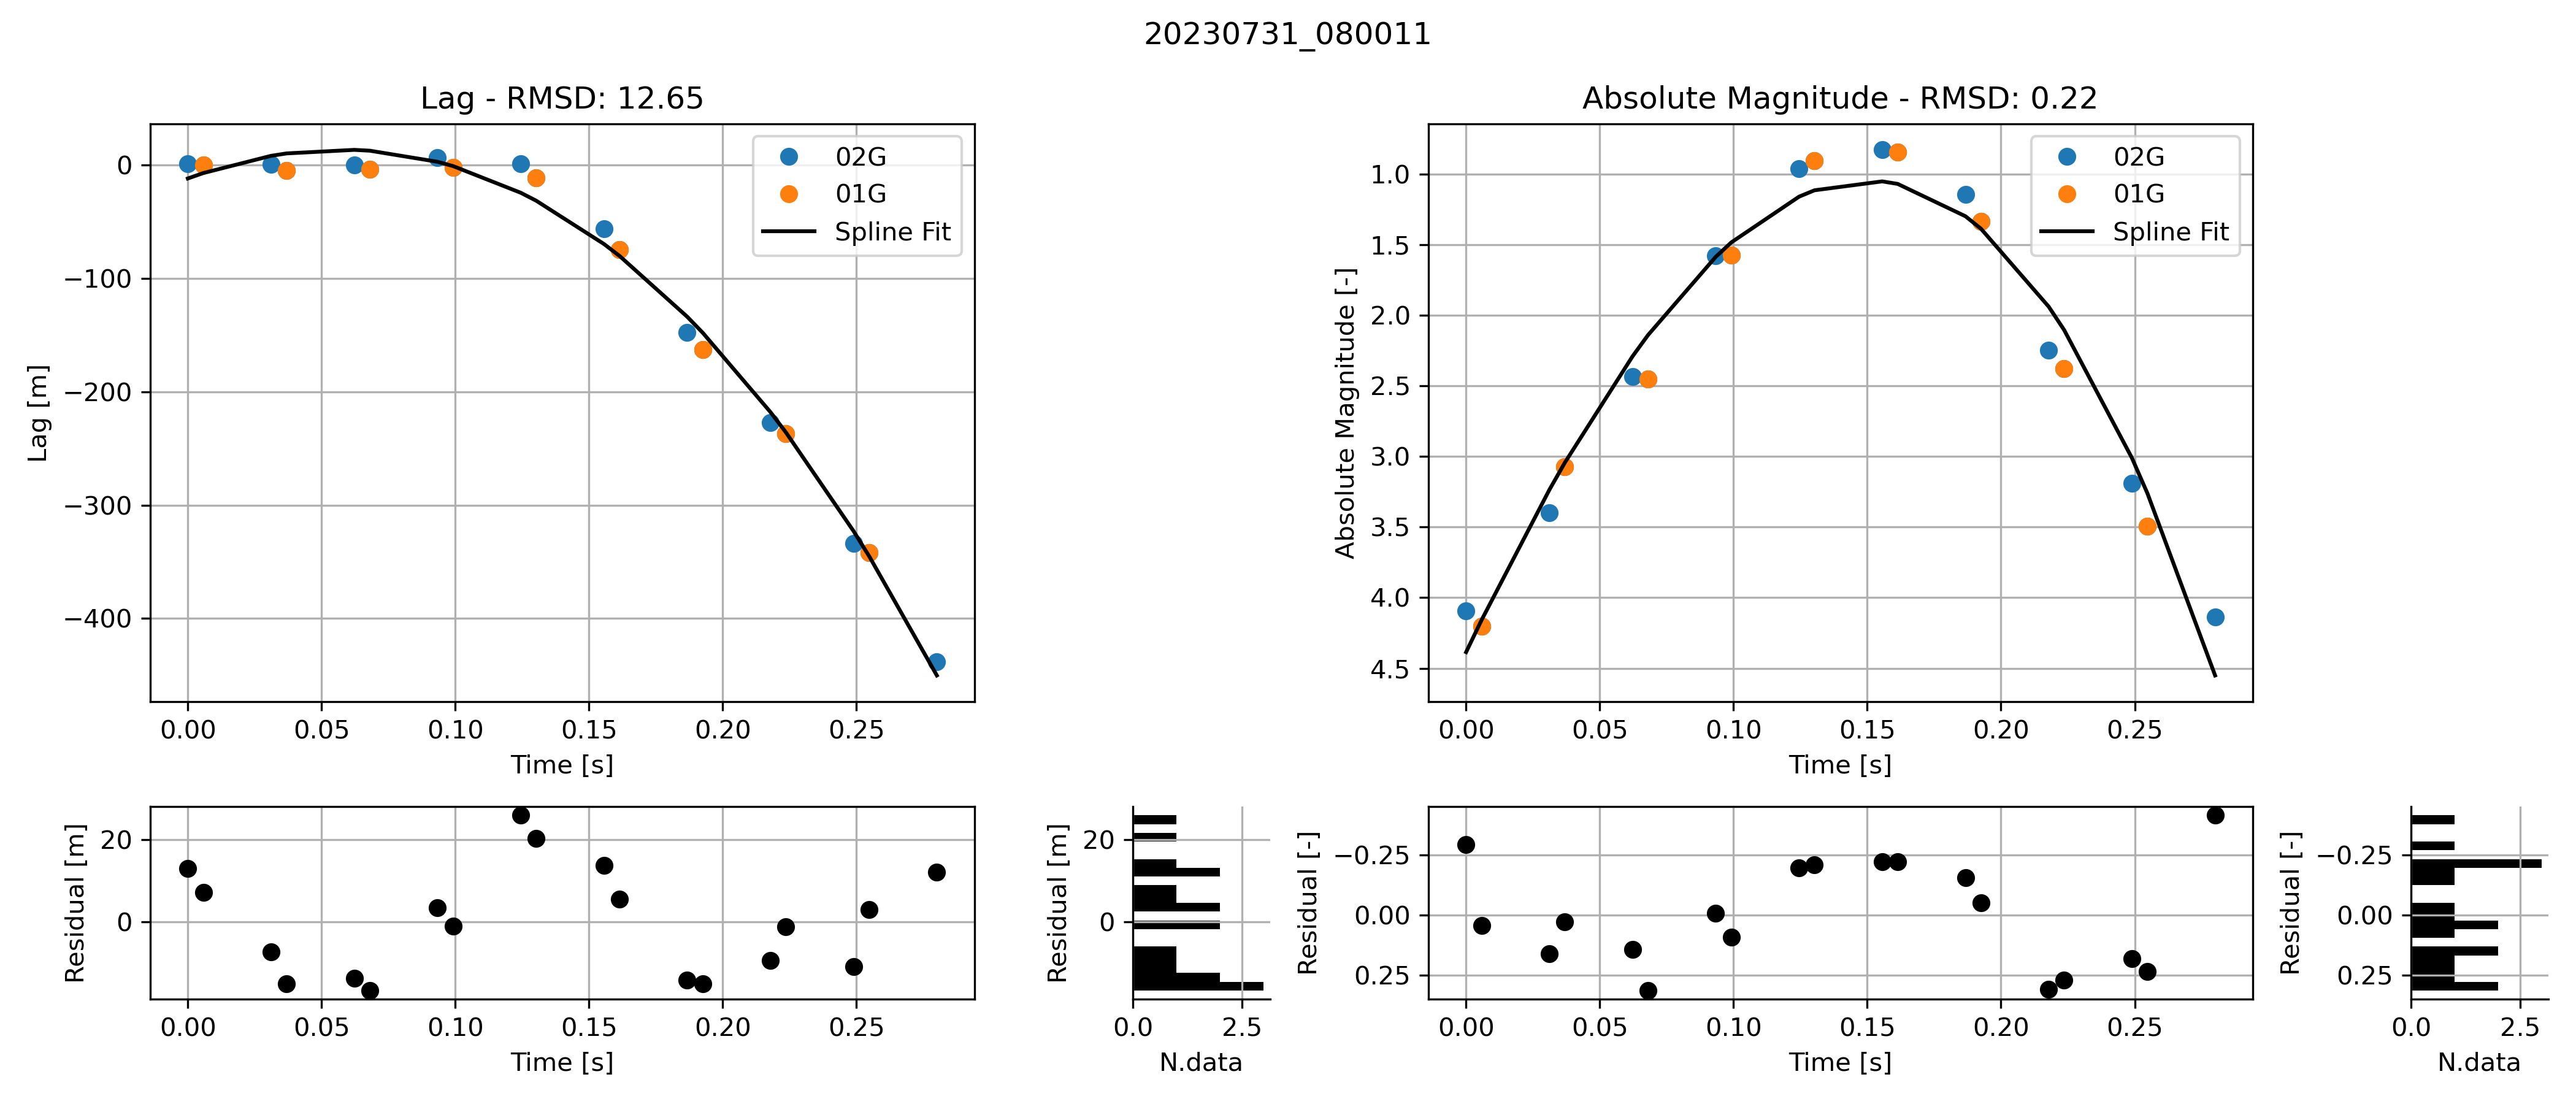 20230731_080011
Lag - RMSD: 12.65
0
−100
−200
−300
−400
Lag [m]
02G
01G
Spline Fit
0.00 0.05 0.10 0.15 0.20 0.25
Time [s]
Absolute Magnitude - RMSD: 0.22
1.0
1.5
2.0
2.5
3.0
3.5
4.0
4.5
Absolute Magnitude [-]
02G
01G
Spline Fit
0.00 0.05 0.10 0.15 0.20 0.25
Time [s]
20
0
Residual [m]
0.00 0.05 0.10 0.15 0.20 0.25
Time [s]
20
0
Residual [m]
0.0 2.5
N.data
−0.25
0.00
0.25
Residual [-]
0.00 0.05 0.10 0.15 0.20 0.25
Time [s]
−0.25
0.00
0.25
Residual [-]
0.0 2.5
N.data